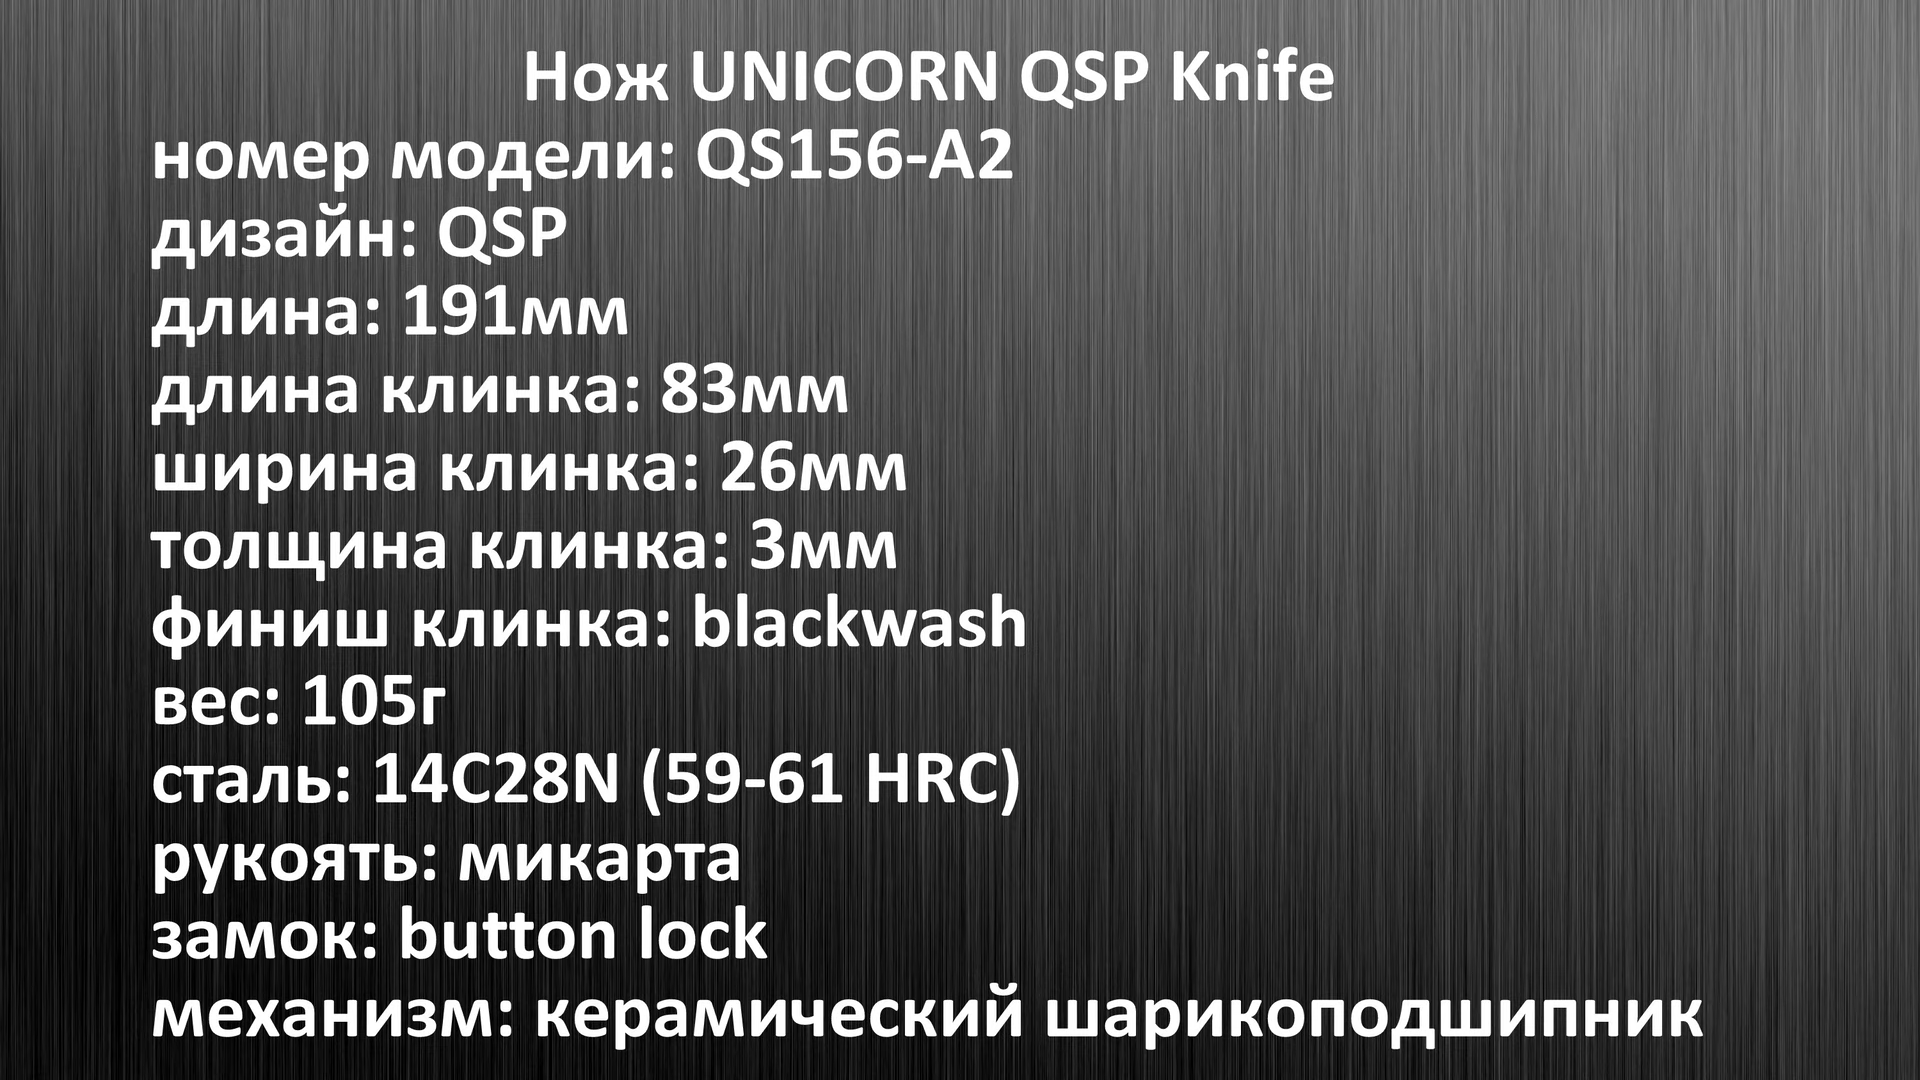 Нож UNICORN QSP Knife
номер модели: QS156-A2
дизайн: QSP
длина: 191мм
длина клинка: 83мм
ширина клинка: 26мм
толщина клинка: 3мм
финиш клинка: blackwash
вес: 105г
сталь: 14C28N (59-61 HRC)
рукоять: микарта
замок: button lock
механизм: керамический шарикоподшипник